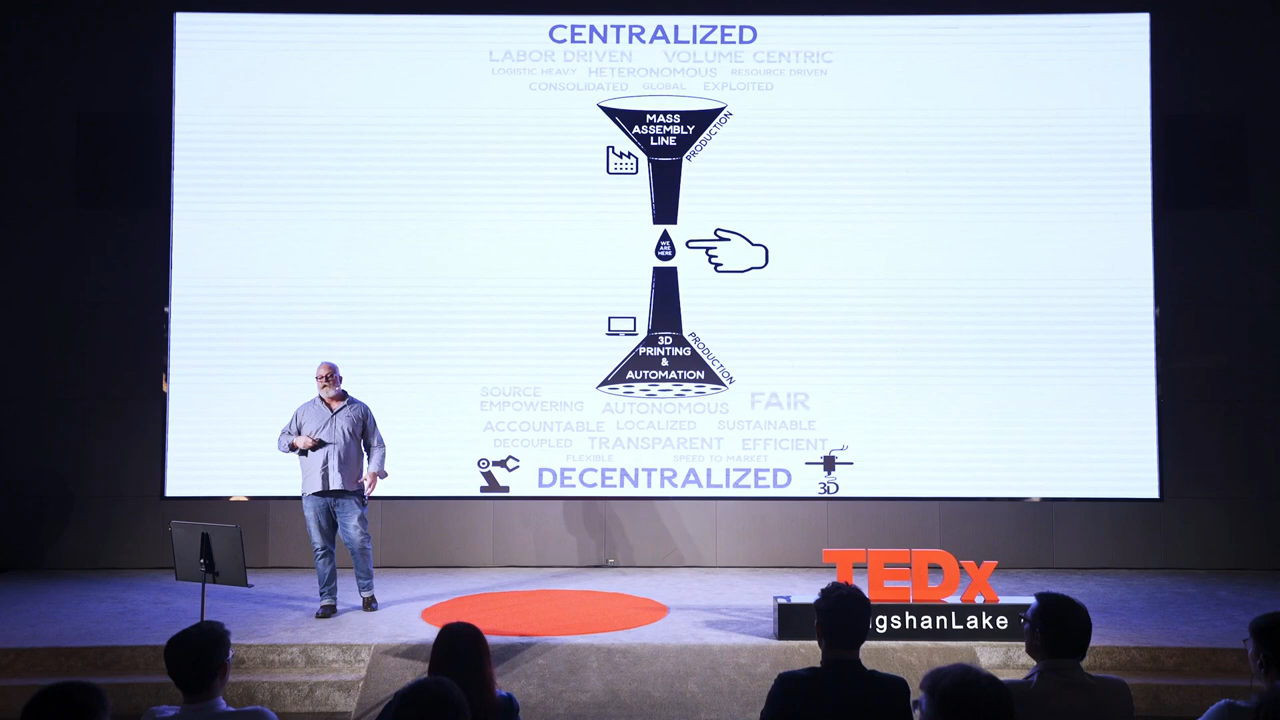 CENTRALIZED
LABOR DRIVEN VOLUME CENTRIC
LOGISTIC HEAVY HETERONOMOUS RESOURCE DRIVEN
CONSOLIDATED GLOBAL EXPLOITED
MASS
ASSEMBLY
LINE
PRODUCTION
WE
ARE
HERE
3D
PRINTING
&
AUTOMATION
PRODUCTION
SOURCE
EMPOWERING AUTONOMOUS FAIR
ACCOUNTABLE LOCALIZED SUSTAINABLE
DECOUPLED TRANSPARENT EFFICIENT
FLEXIBLE SPEED TO MARKET
DECENTRALIZED
3D
TEDx
gshanLake